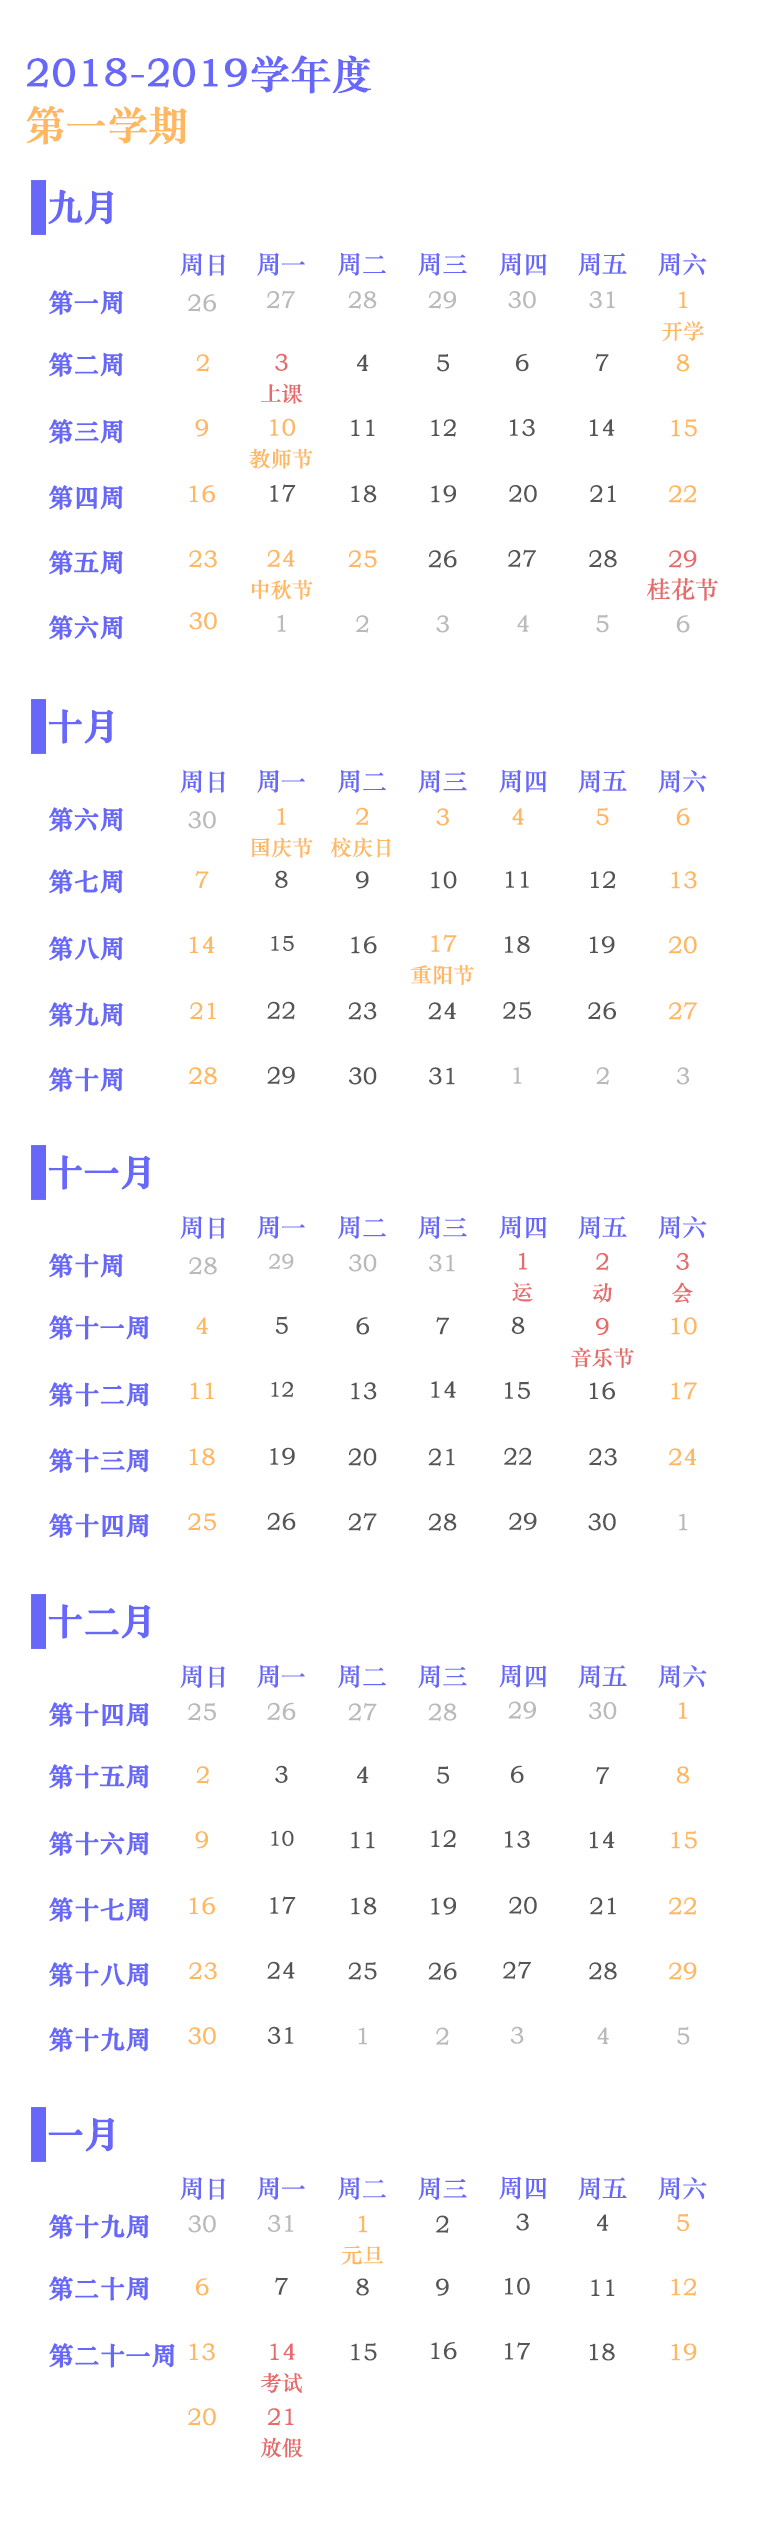 2018-2019学年度
第一学期
九月
周日 周一 周二 周三 周四 周五 周六
第一周 26 27 28 29 30 31 1
开学
第二周 2 3 4 5 6 7 8
上课
第三周 9 10 11 12 13 14 15
教师节
第四周 16 17 18 19 20 21 22
第五周 23 24 25 26 27 28 29
中秋节 桂花节
第六周 30 1 2 3 4 5 6
十月
周日 周一 周二 周三 周四 周五 周六
第六周 30 1 2 3 4 5 6
国庆节 校庆日
第七周 7 8 9 10 11 12 13
第八周 14 15 16 17 18 19 20
重阳节
第九周 21 22 23 24 25 26 27
第十周 28 29 30 31 1 2 3
十一月
周日 周一 周二 周三 周四 周五 周六
第十周 28 29 30 31 1 2 3
运 动 会
第十一周 4 5 6 7 8 9 10
音乐节
第十二周 11 12 13 14 15 16 17
第十三周 18 19 20 21 22 23 24
第十四周 25 26 27 28 29 30 1
十二月
周日 周一 周二 周三 周四 周五 周六
第十四周 25 26 27 28 29 30 1
第十五周 2 3 4 5 6 7 8
第十六周 9 10 11 12 13 14 15
第十七周 16 17 18 19 20 21 22
第十八周 23 24 25 26 27 28 29
第十九周 30 31 1 2 3 4 5
一月
周日 周一 周二 周三 周四 周五 周六
第十九周 30 31 1 2 3 4 5
元旦
第二十周 6 7 8 9 10 11 12
第二十一周 13 14 15 16 17 18 19
考试
20 21
放假